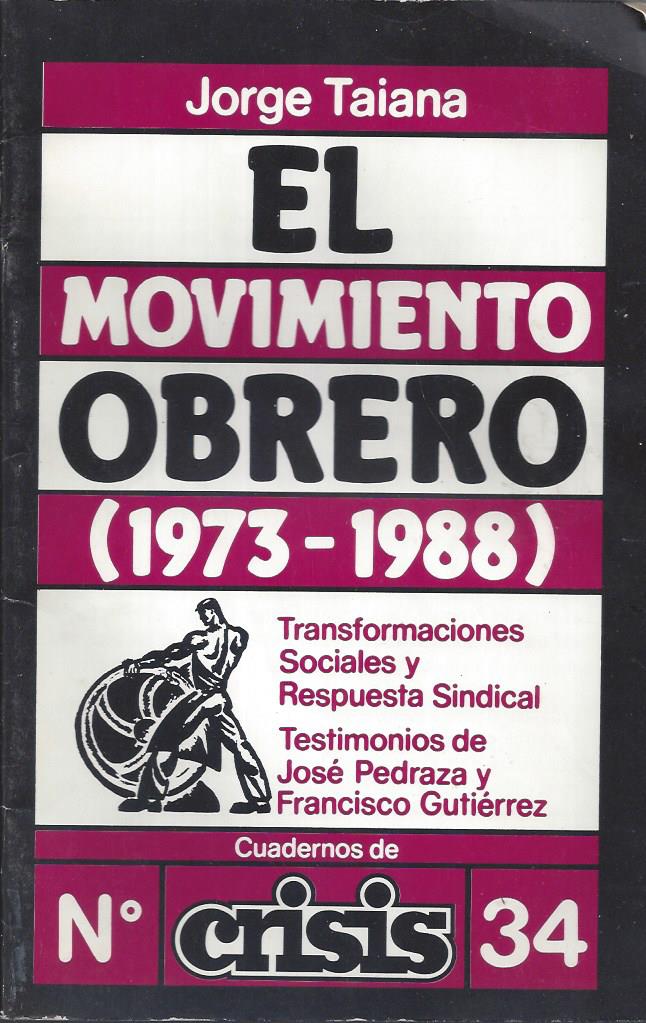 Jorge Taiana
EL
MOVIMIENTO
OBRERO
(1973-1988)
Transformaciones
Sociales y
Respuesta Sindical
Testimonios de
José Pedraza y
Francisco Gutiérrez
Cuadernos de
N° crisis 34